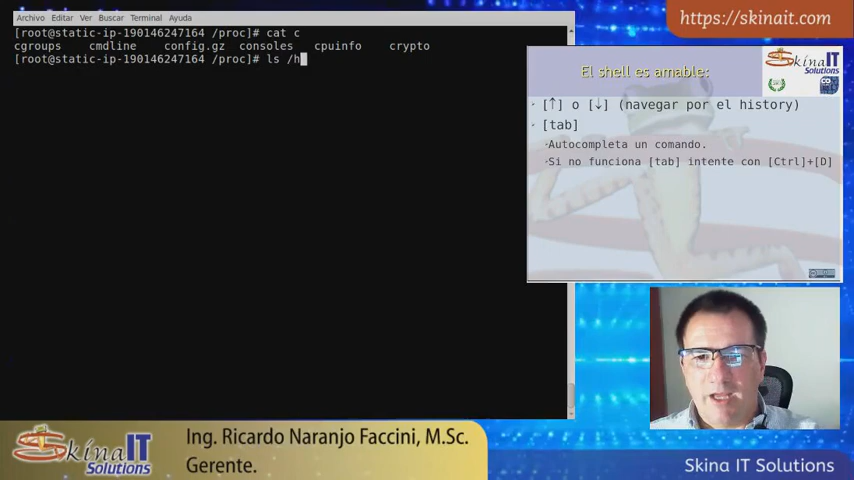 Archivo Editar Ver Buscar Terminal Ayuda
[root@static-ip-190146247164 /proc]# cat c
cgroups cmdline config.gz consoles cpuinfo crypto
[root@static-ip-190146247164 /proc]# ls /h
https://skinait.com
El shell es amable:
Skina IT
Solutions
[↑] o [↓] (navegar por el history)
[tab]
Autocompleta un comando.
Si no funciona [tab] intente con [Ctrl]+[D]
Skina IT
Solutions
Ing. Ricardo Naranjo Faccini, M.Sc.
Gerente.
Skina IT Solutions